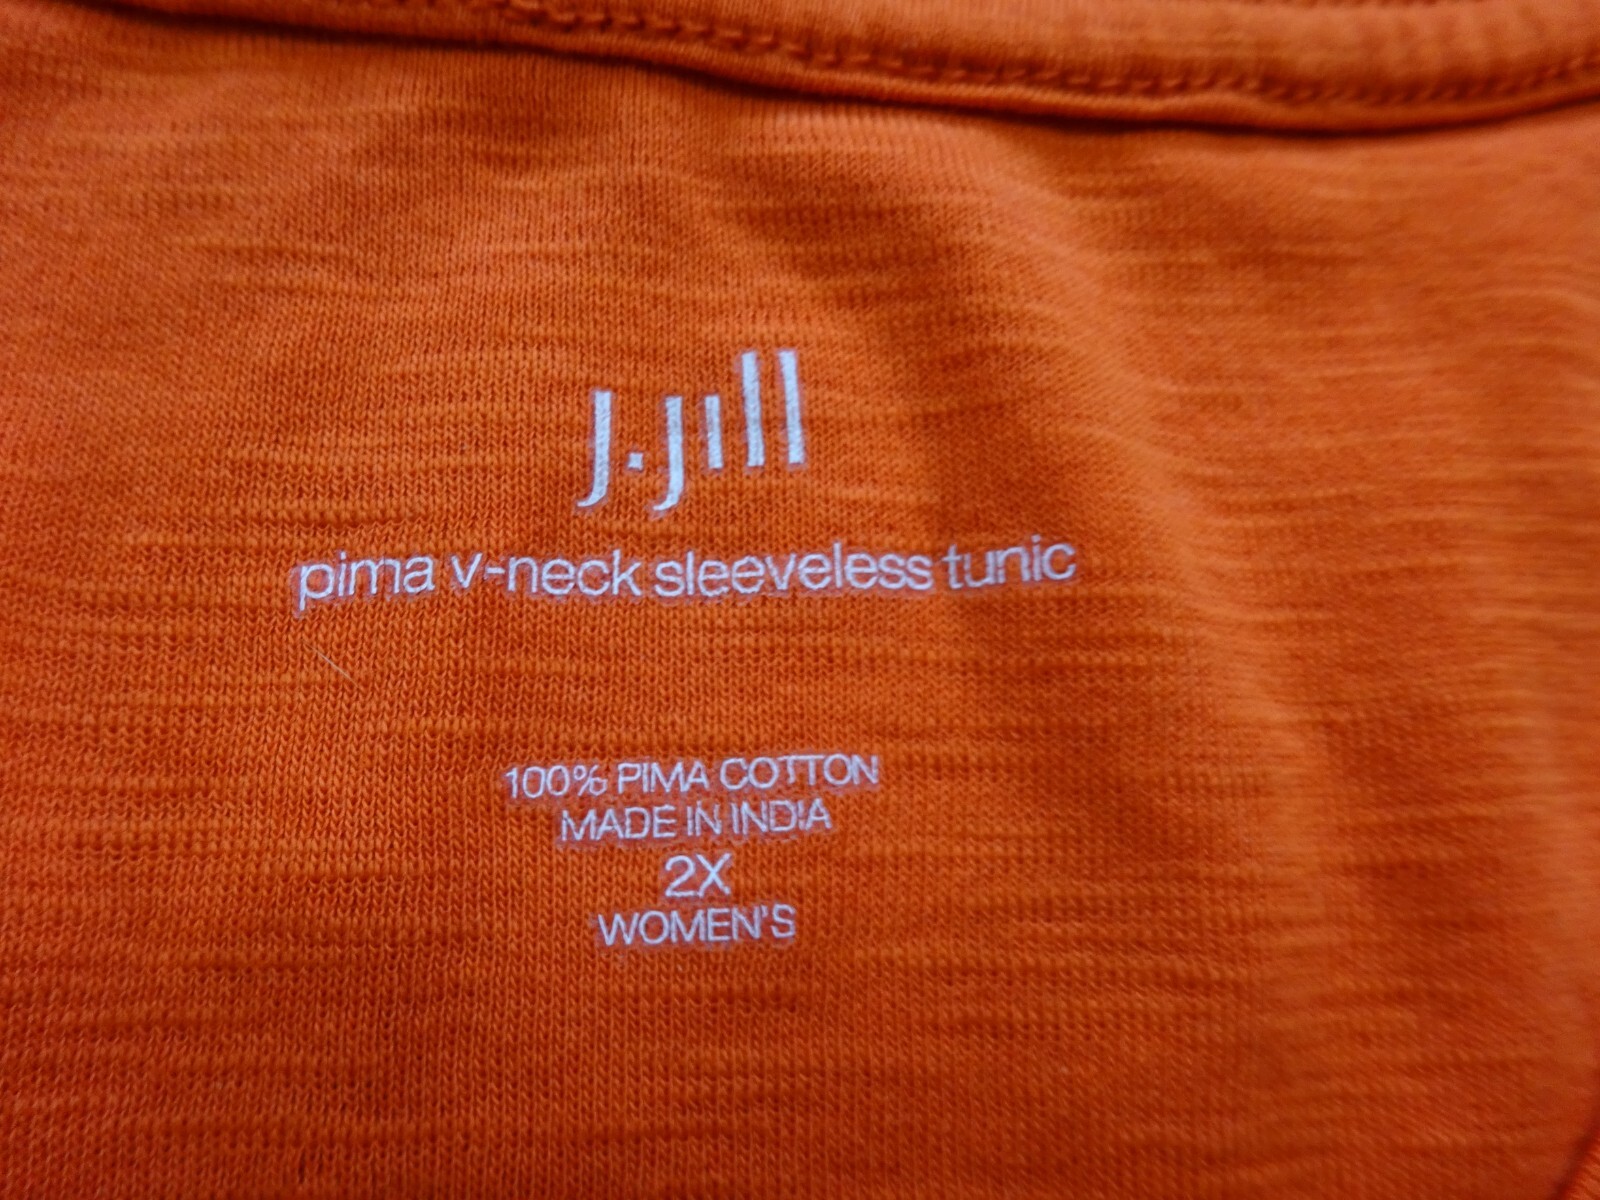 J.Jill
pima v-neck sleeveless tunic
100% PIMA COTTON
MADE IN INDIA
2X
WOMEN'S